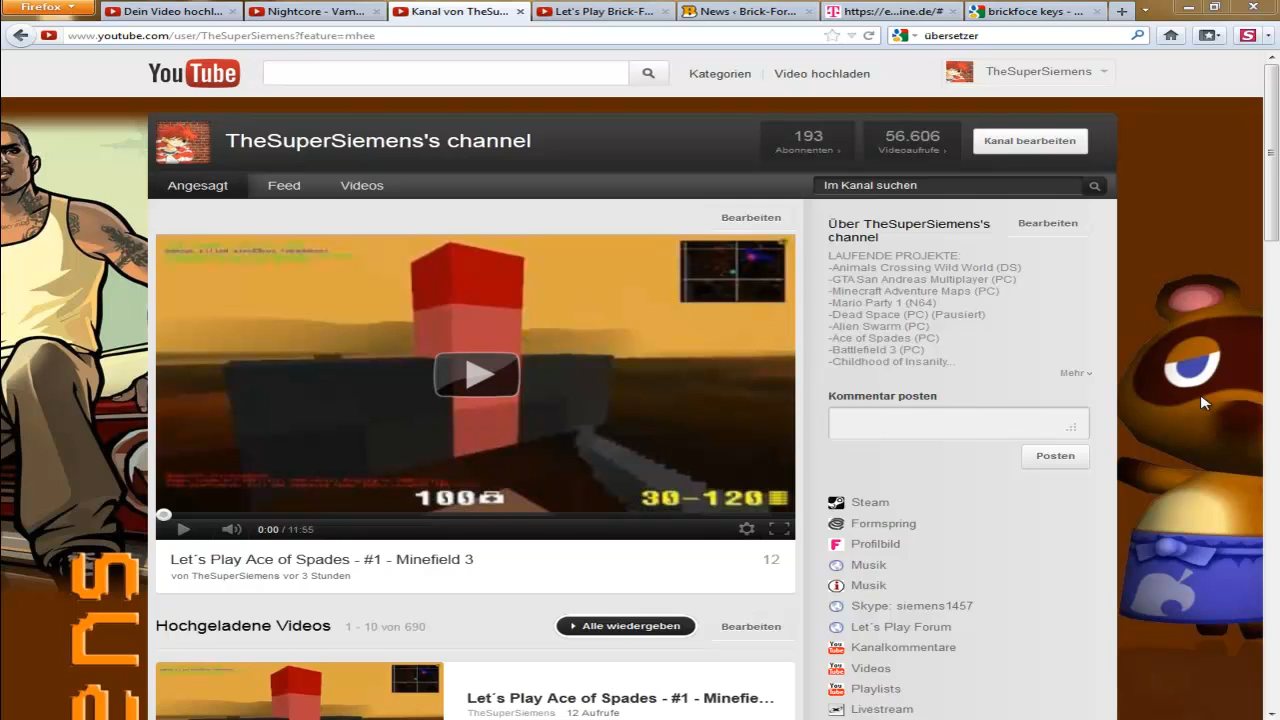 Firefox
Dein Video hochl...
Nightcore - Vam...
Kanal von TheSu...
Let's Play Brick-F...
News ‹ Brick-For...
https://e...ine.de/#
brickfoce keys - ...
www.youtube.com/user/TheSuperSiemens?feature=mhee
übersetzer
YouTube
Kategorien
Video hochladen
TheSuperSiemens
TheSuperSiemens's channel
193
Abonnenten
56.606
Videoaufrufe
Kanal bearbeiten
Angesagt
Feed
Videos
Im Kanal suchen
Bearbeiten
100
30-120
0:00 / 11:55
Let´s Play Ace of Spades - #1 - Minefield 3
12
von TheSuperSiemens vor 3 Stunden
Hochgeladene Videos
1 - 10 von 690
Alle wiedergeben
Bearbeiten
Let´s Play Ace of Spades - #1 - Minefie...
TheSuperSiemens 12 Aufrufe
Über TheSuperSiemens's
channel
Bearbeiten
LAUFENDE PROJEKTE:
-Animals Crossing Wild World (DS)
-GTA San Andreas Multiplayer (PC)
-Minecraft Adventure Maps (PC)
-Mario Party 1 (N64)
-Dead Space (PC) (Pausiert)
-Alien Swarm (PC)
-Ace of Spades (PC)
-Battlefield 3 (PC)
-Childhood of Insanity...
Mehr
Kommentar posten
Posten
Steam
Formspring
Profilbild
Musik
Musik
Skype: siemens1457
Let´s Play Forum
Kanalkommentare
Videos
Playlists
Livestream
ens